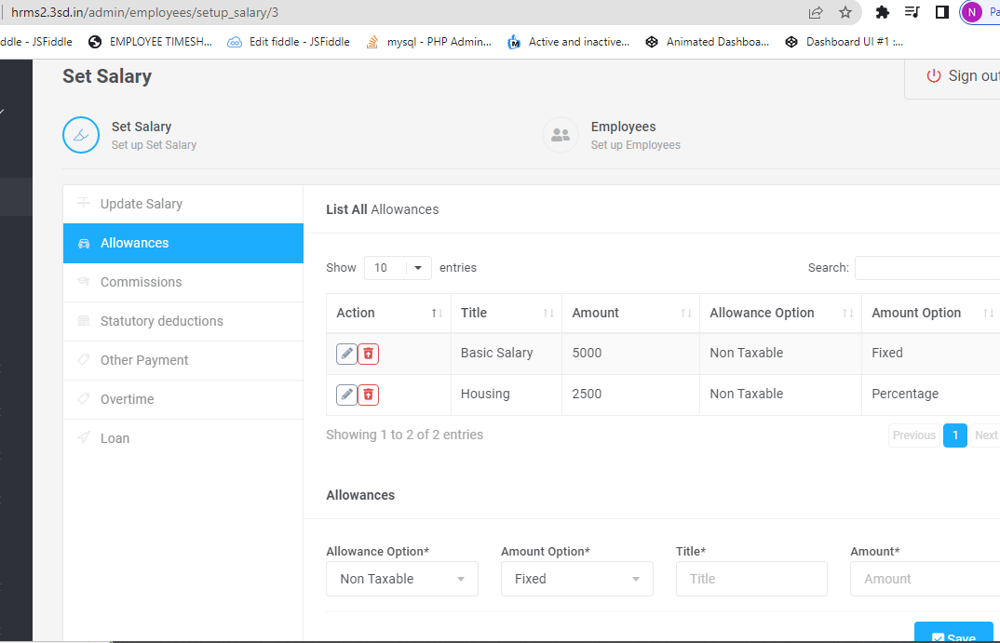 hrms2.3sd.in/admin/employees/setup_salary/3
N
ddle - JSFiddle EMPLOYEE TIMESH... Edit fiddle - JSFiddle mysql - PHP Admin... Active and inactive... Animated Dashboa... Dashboard UI #1 :...
Set Salary
Sign out
Set Salary
Set up Set Salary
Employees
Set up Employees
Update Salary
Allowances
Commissions
Statutory deductions
Other Payment
Overtime
Loan
List All Allowances
Show 10 entries Search:
Action Title Amount Allowance Option Amount Option
Basic Salary 5000 Non Taxable Fixed
Housing 2500 Non Taxable Percentage
Showing 1 to 2 of 2 entries
Previous 1 Next
Allowances
Allowance Option* Amount Option* Title* Amount*
Non Taxable Fixed Title Amount
Save